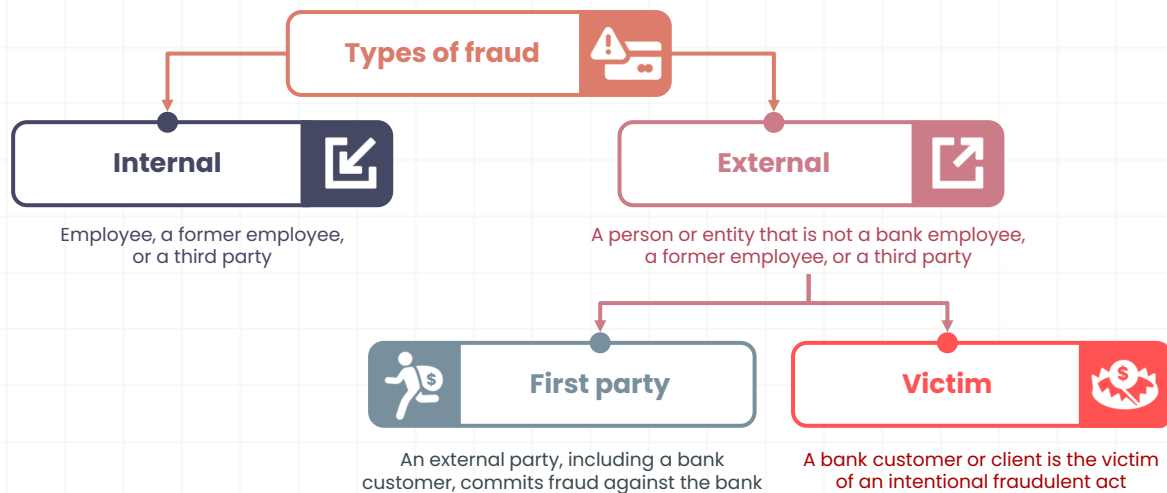 Types of fraud
Internal
External
Employee, a former employee,
or a third party
A person or entity that is not a bank employee,
a former employee, or a third party
$
First party
Victim
$
An external party, including a bank
customer, commits fraud against the bank
A bank customer or client is the victim
of an intentional fraudulent act